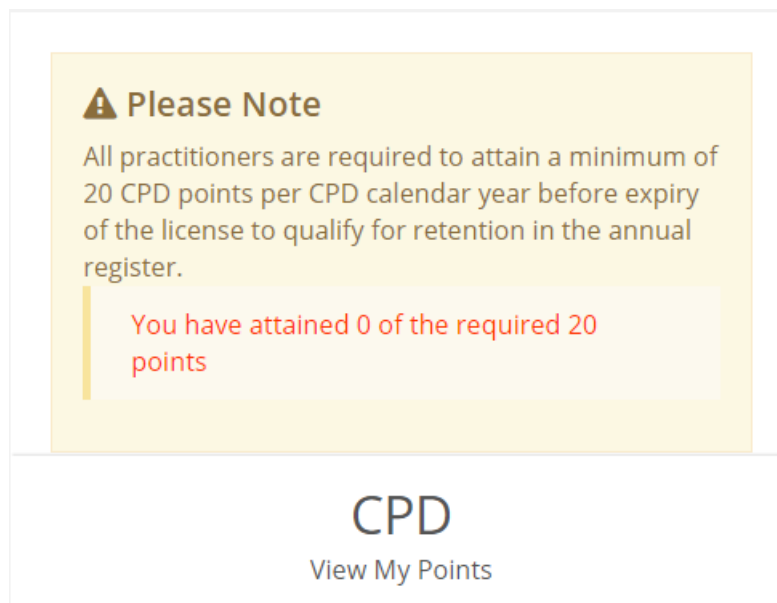 Please Note
All practitioners are required to attain a minimum of
20 CPD points per CPD calendar year before expiry
of the license to qualify for retention in the annual
register.
You have attained 0 of the required 20
points
CPD
View My Points